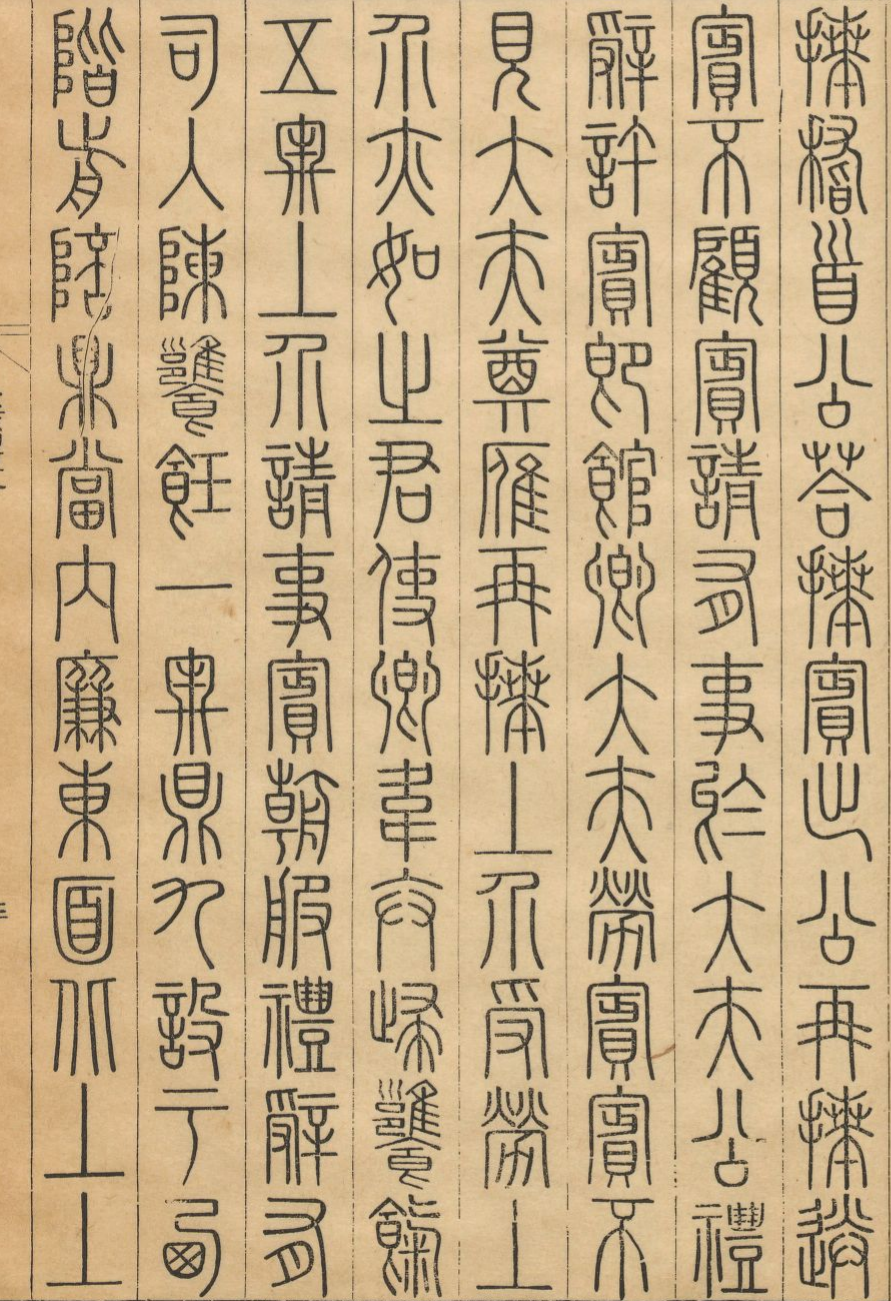 拜稽首公荅拜賓出公再拜送
賓不顧賓請有事於大夫公禮
辭許賓即館卿大夫勞賓賓不
見大夫奠雁再拜上介受勞上
介亦如之君使卿韋弁歸饔餼
五牢上介請事賓朝服禮辭有
司入陳饔飪一牢鼎九設于西
階前陪鼎當內廉東面北上上